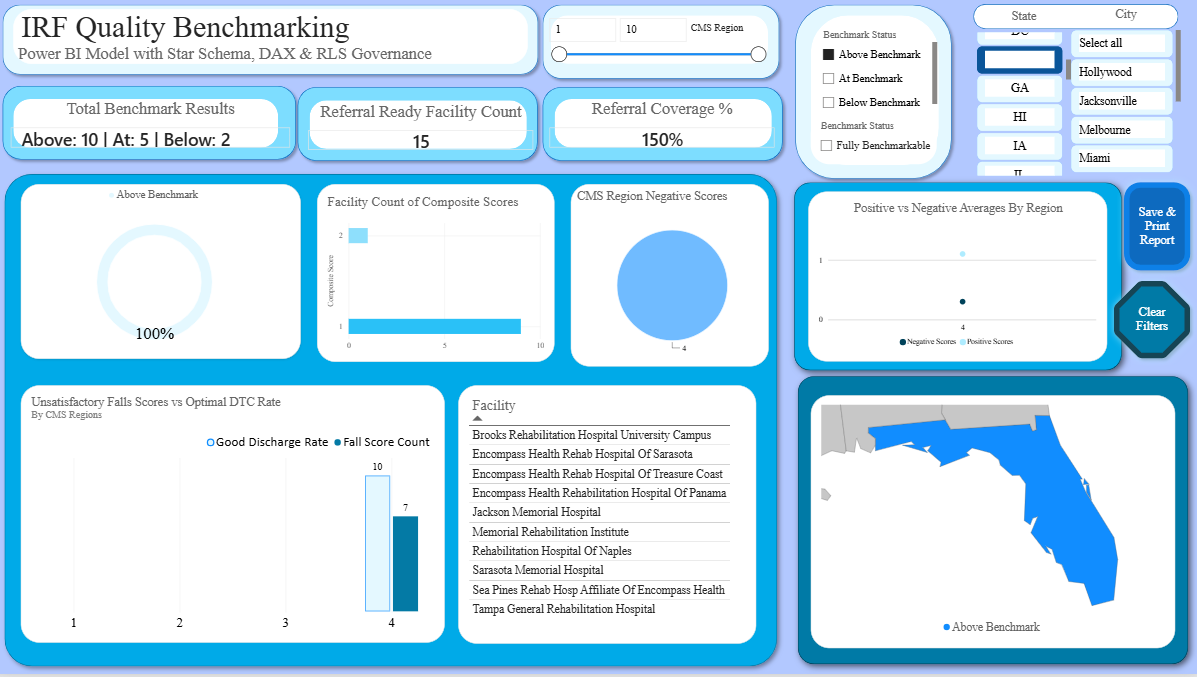 IRF Quality Benchmarking
Power BI Model with Star Schema, DAX & RLS Governance
1
10
CMS Region
Total Benchmark Results
Above: 10 | At: 5 | Below: 2
Referral Ready Facility Count
15
Referral Coverage %
150%
Benchmark Status
Above Benchmark
At Benchmark
Below Benchmark
Benchmark Status
Fully Benchmarkable
State
GA
HI
IA
City
Select all
Hollywood
Jacksonville
Melbourne
Miami
Above Benchmark
100%
Facility Count of Composite Scores
Composite Score
2
1
0
5
10
CMS Region Negative Scores
4
Positive vs Negative Averages By Region
1
0
4
Negative Scores
Positive Scores
Save &
Print
Report
Clear
Filters
Unsatisfactory Falls Scores vs Optimal DTC Rate
By CMS Regions
Good Discharge Rate
Fall Score Count
10
7
1
2
3
4
Facility
Brooks Rehabilitation Hospital University Campus
Encompass Health Rehab Hospital Of Sarasota
Encompass Health Rehab Hospital Of Treasure Coast
Encompass Health Rehabilitation Hospital Of Panama
Jackson Memorial Hospital
Memorial Rehabilitation Institute
Rehabilitation Hospital Of Naples
Sarasota Memorial Hospital
Sea Pines Rehab Hosp Affiliate Of Encompass Health
Tampa General Rehabilitation Hospital
Above Benchmark